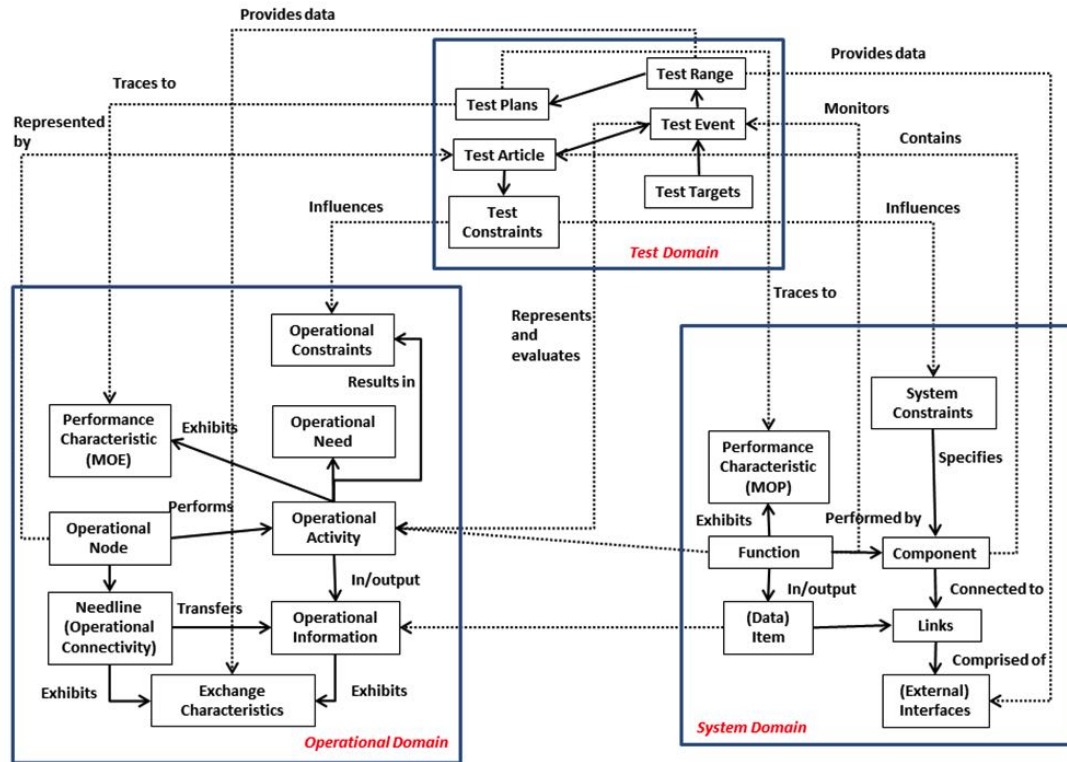 Provides data
Test Range
Provides data
Traces to
Test Plans
Represented
by
Test Event
Monitors
Test Article
Contains
Test Targets
Influences
Test
Constraints
Influences
Test Domain
Operational
Constraints
Represents
and
evaluates
Traces to
Results in
System
Constraints
Performance
Characteristic
(MOE)
Exhibits
Operational
Need
Performance
Characteristic
(MOP)
Specifies
Performs
Operational
Node
Operational
Activity
Exhibits
Performed by
Function
Component
In/output
In/output
Connected to
Needline
(Operational
Connectivity)
Transfers
Operational
Information
(Data)
Item
Links
Comprised of
Exhibits
Exchange
Characteristics
Exhibits
(External)
Interfaces
Operational Domain
System Domain